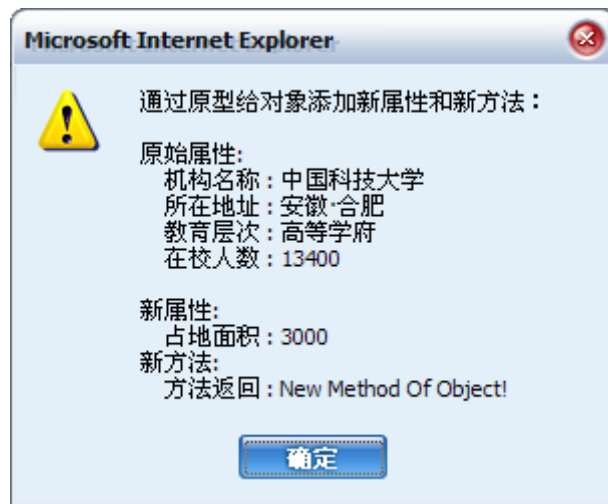 Microsoft Internet Explorer
通过原型给对象添加新属性和新方法：
原始属性:
机构名称 : 中国科技大学
所在地址 : 安徽·合肥
教育层次 : 高等学府
在校人数 : 13400
新属性:
占地面积 : 3000
新方法:
方法返回 : New Method Of Object!
确定